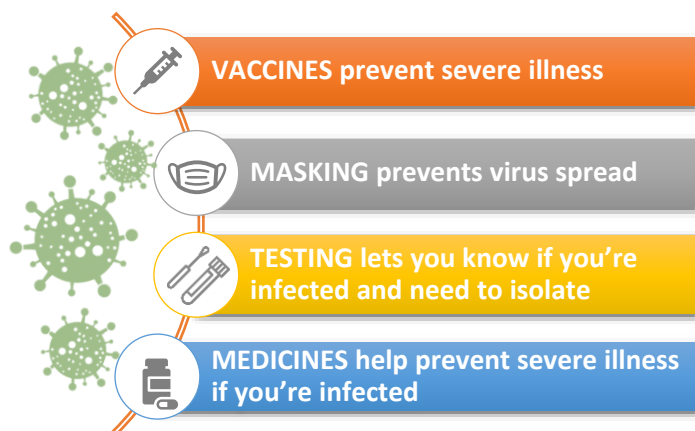 VACCINES prevent severe illness
MASKING prevents virus spread
TESTING lets you know if you’re
infected and need to isolate
MEDICINES help prevent severe illness
if you’re infected